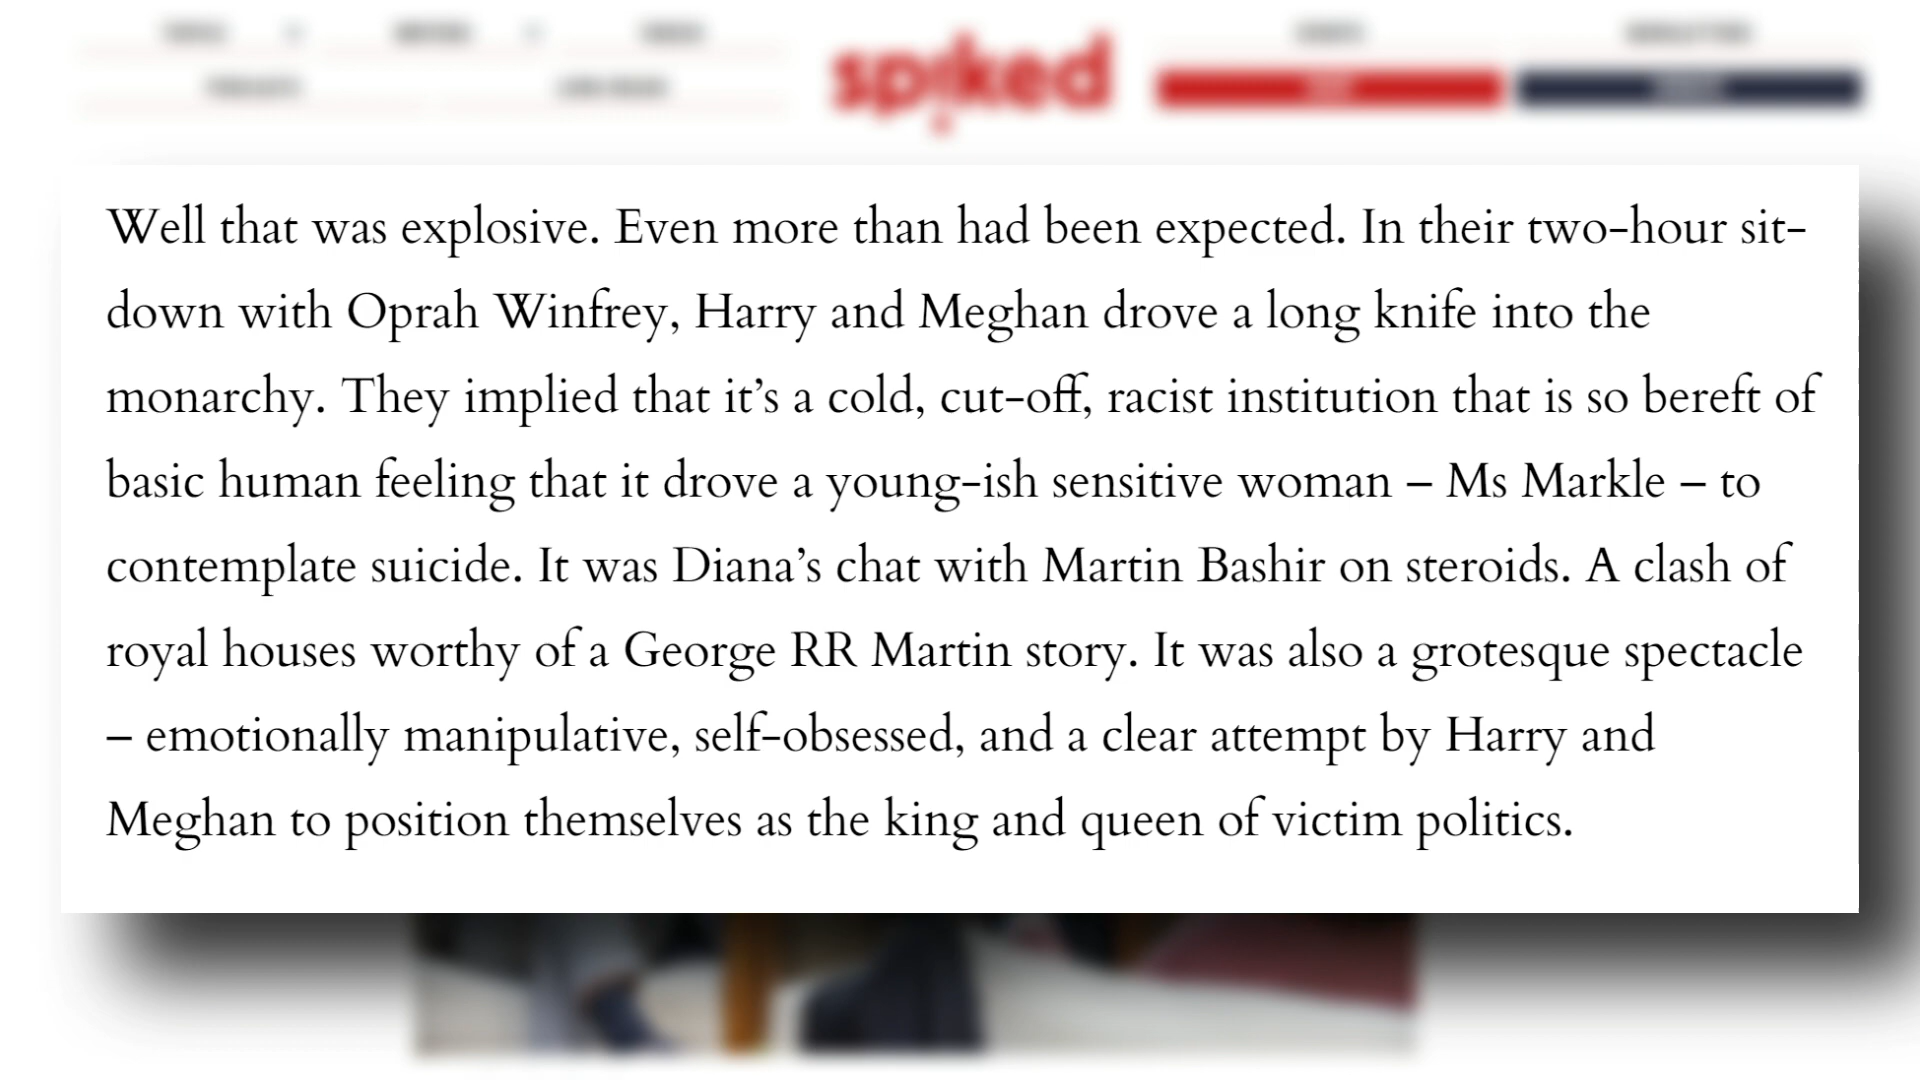 spiked
Well that was explosive. Even more than had been expected. In their two-hour sit-
down with Oprah Winfrey, Harry and Meghan drove a long knife into the
monarchy. They implied that it’s a cold, cut-off, racist institution that is so bereft of
basic human feeling that it drove a young-ish sensitive woman – Ms Markle – to
contemplate suicide. It was Diana’s chat with Martin Bashir on steroids. A clash of
royal houses worthy of a George RR Martin story. It was also a grotesque spectacle
– emotionally manipulative, self-obsessed, and a clear attempt by Harry and
Meghan to position themselves as the king and queen of victim politics.